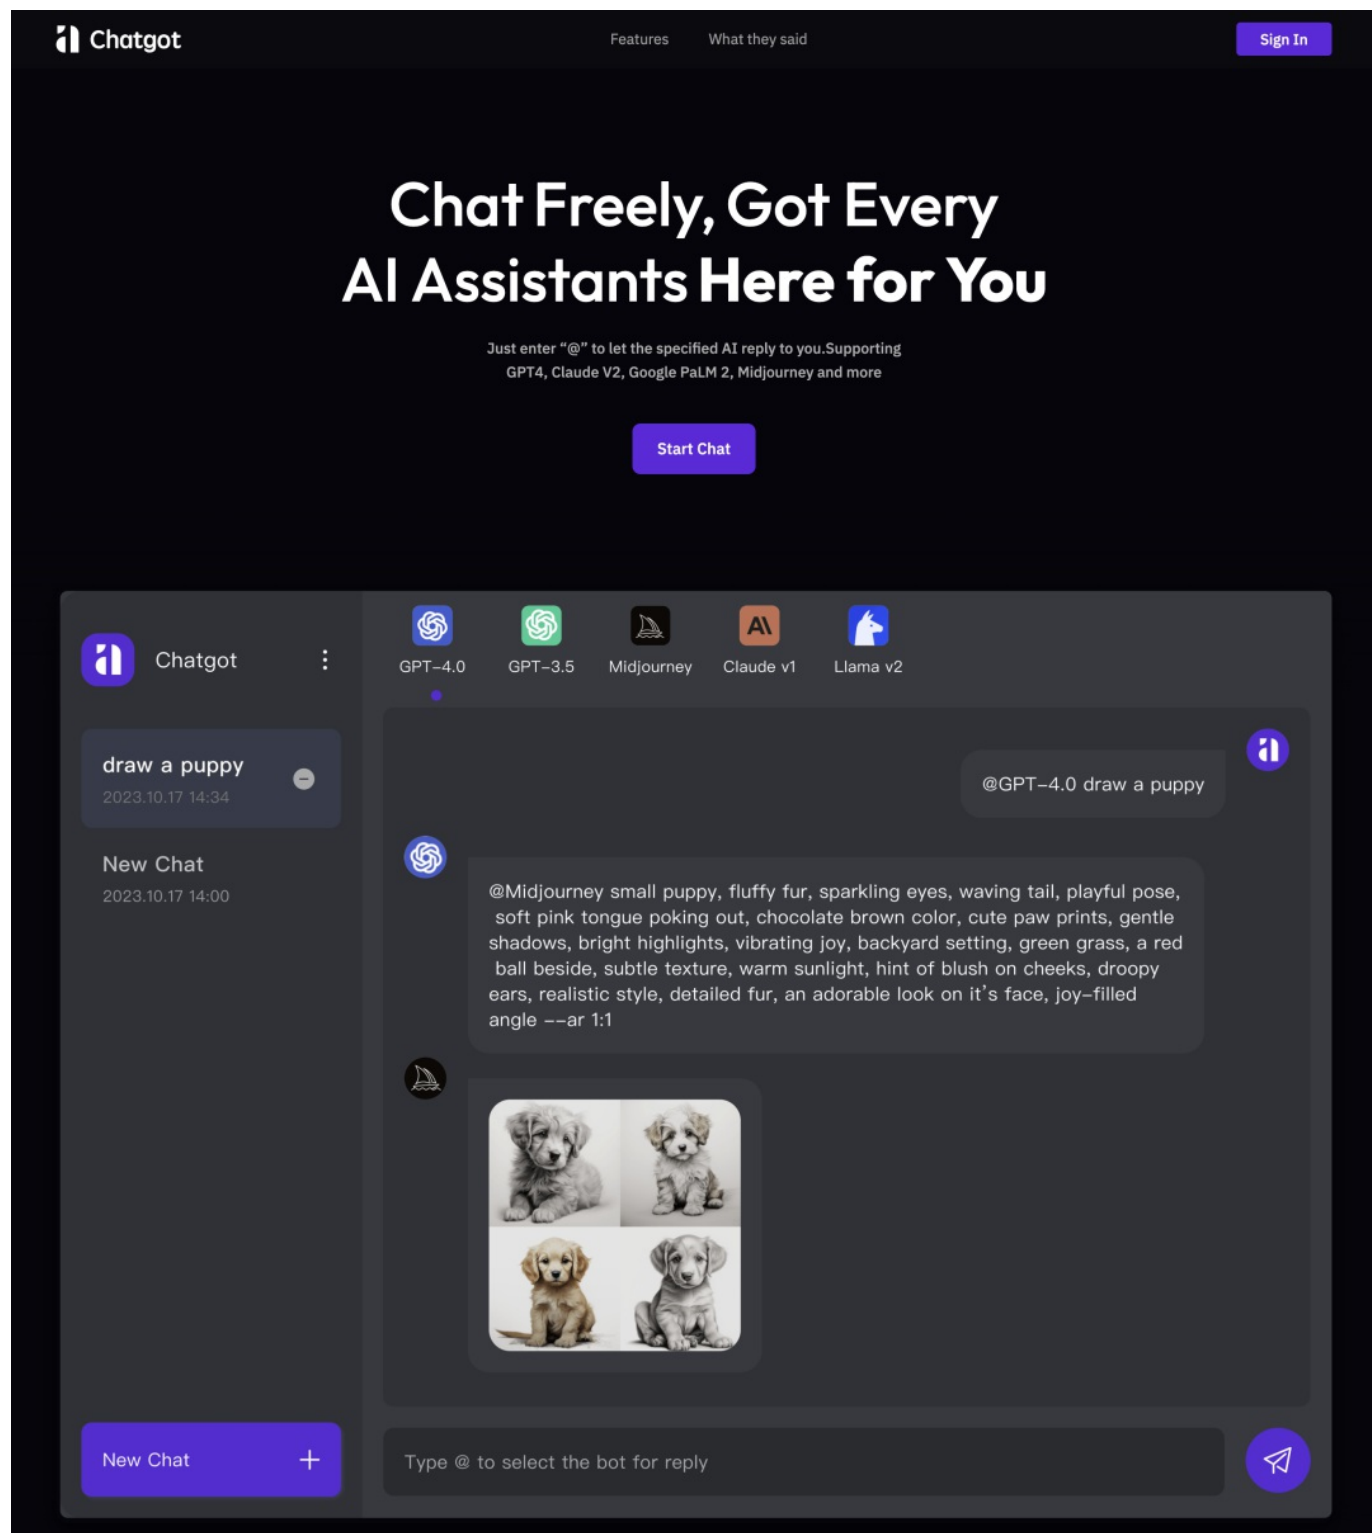 Chatgot
Features
What they said
Sign In
Chat Freely, Got Every
AI Assistants Here for You
Just enter “@” to let the specified AI reply to you.Supporting
GPT4, Claude V2, Google PaLM 2, Midjourney and more
Start Chat
Chatgot
draw a puppy
2023.10.17 14:34
New Chat
2023.10.17 14:00
New Chat
GPT-4.0
GPT-3.5
Midjourney
Claude v1
Llama v2
@GPT-4.0 draw a puppy
@Midjourney small puppy, fluffy fur, sparkling eyes, waving tail, playful pose,
soft pink tongue poking out, chocolate brown color, cute paw prints, gentle
shadows, bright highlights, vibrating joy, backyard setting, green grass, a red
ball beside, subtle texture, warm sunlight, hint of blush on cheeks, droopy
ears, realistic style, detailed fur, an adorable look on it's face, joy-filled
angle --ar 1:1
Type @ to select the bot for reply